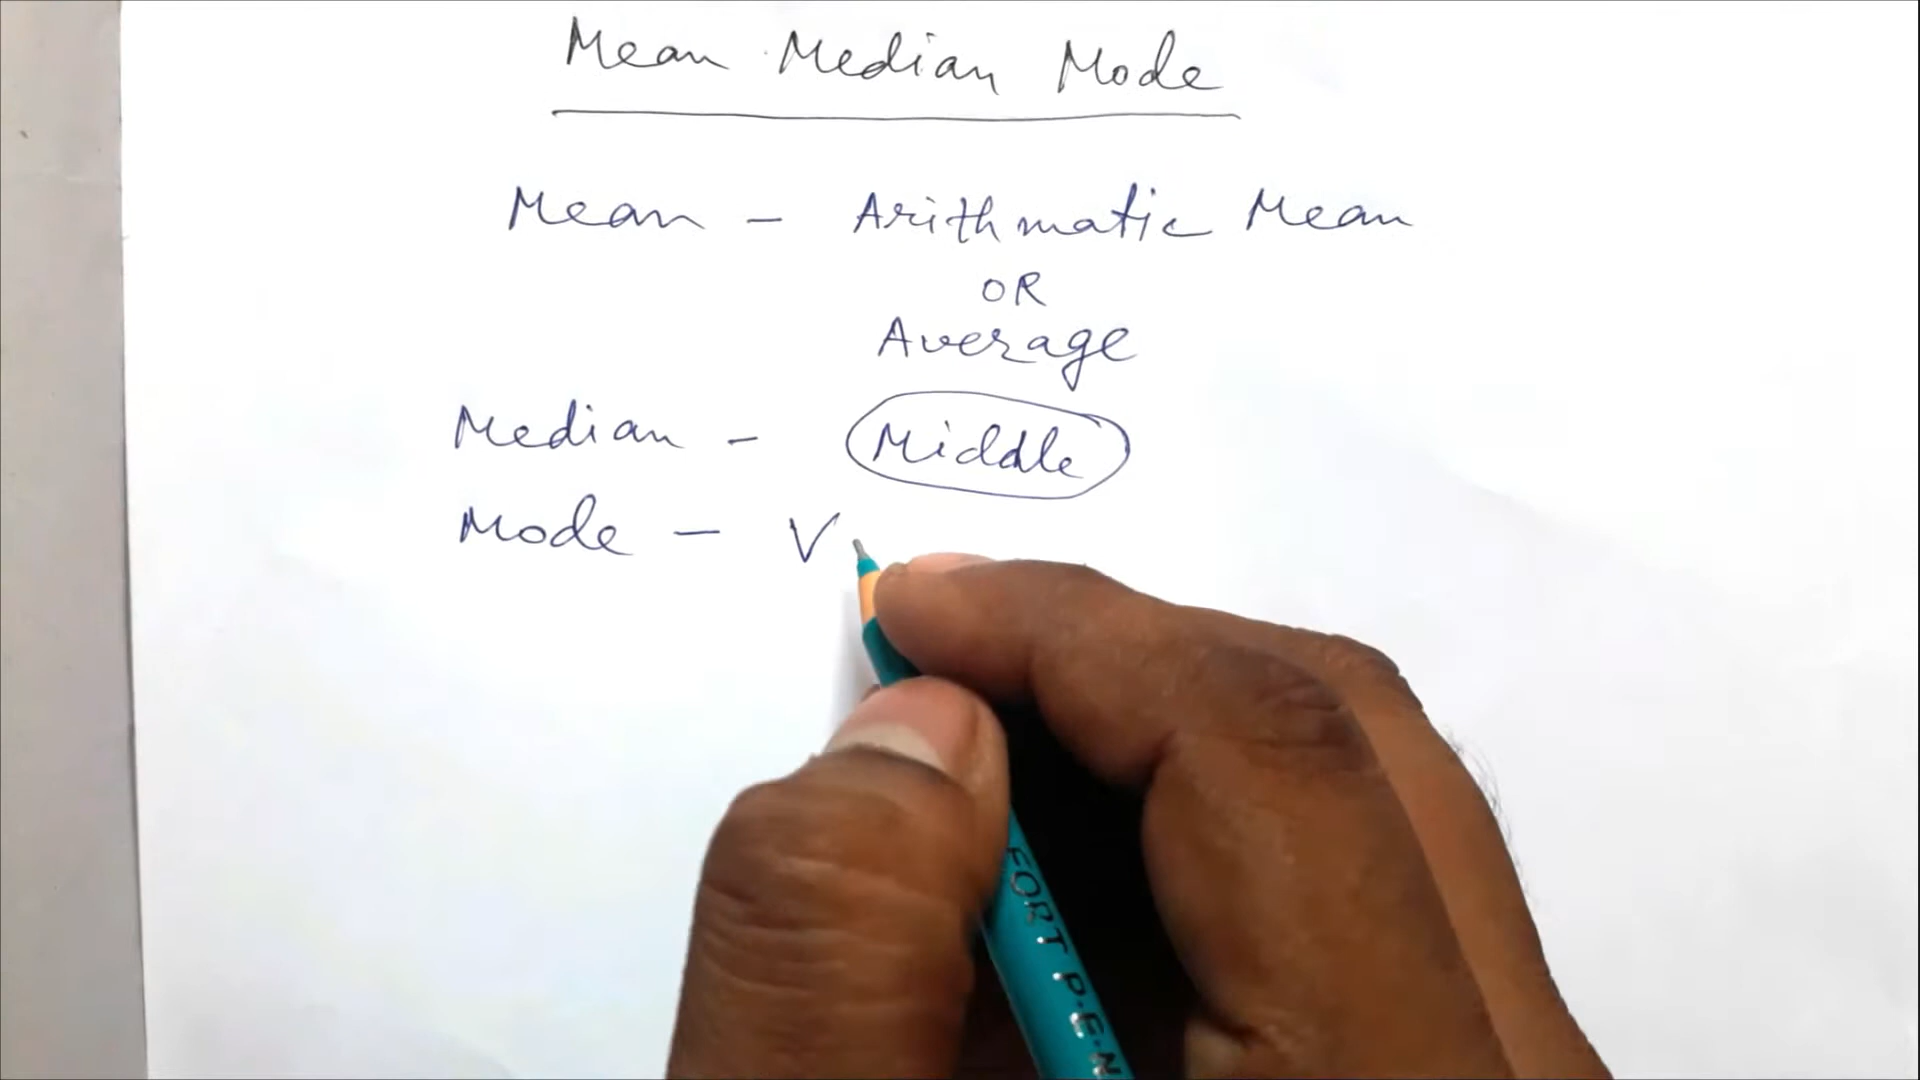 Mean Median Mode
Mean - Arithmatic Mean
OR
Average
Median - Middle
Mode - V
FORT P.E.N